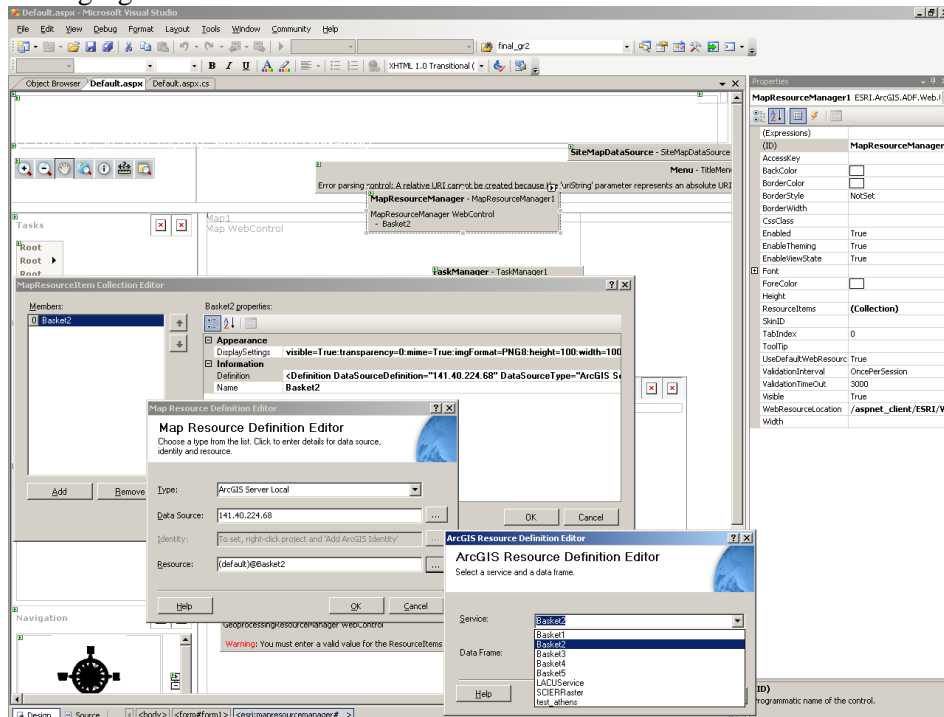 Default.aspx - Microsoft Visual Studio
File Edit View Debug Format Layout Tools Window Community Help
final_gr2
B I U A XHTML 1.0 Transitional (
Object Browser Default.aspx Default.aspx.cs
SiteMapDataSource - SiteMapDataSource
Menu - TitleMen
Error parsing control: A relative URI cannot be created because the 'uriString' parameter represents an absolute URI
MapResourceManager - MapResourceManager1
MapResourceManager WebControl
- Basket2
Tasks
Map1
Map WebControl
Root
Root
Root
TaskManager - TaskManager1
MapResourceItem Collection Editor
Members:
0 Basket2
Add Remove
Basket2 properties:
Appearance
DisplaySettings visible=True:transparency=0:mime=True:imgFormat=PNG8:height=100:width=100
Information
Definition <Definition DataSourceDefinition="141.40.224.68" DataSourceType="ArcGIS Se
Name Basket2
OK Cancel
Map Resource Definition Editor
Map Resource Definition Editor
Choose a type from the list. Click to enter details for data source,
identity and resource.
Type: ArcGIS Server Local
Data Source: 141.40.224.68 ...
Identity: To set, right-click project and 'Add ArcGIS Identity' ...
Resource: (default)@Basket2 ...
Help OK Cancel
ArcGIS Resource Definition Editor
ArcGIS Resource Definition Editor
Select a service and a data frame.
Service: Basket2
Basket1
Basket2
Basket3
Basket4
Basket5
LACUService
SCIERRaster
test_athens
Data Frame:
Help
Navigation
GeoprocessingResourceManager WebControl
Warning: You must enter a valid value for the ResourceItems
Design Source <body> <form#form1> <esri:mapresourcemanager#...>
Properties
MapResourceManager1 ESRI.ArcGIS.ADF.Web.
(Expressions)
(ID) MapResourceManager
AccessKey
BackColor
BorderColor
BorderStyle NotSet
BorderWidth
CssClass
Enabled True
EnableTheming True
EnableViewState True
Font
ForeColor
Height
ResourceItems (Collection)
SkinID
TabIndex 0
ToolTip
UseDefaultWebResourc True
ValidationInterval OncePerSession
ValidationTimeOut 3000
Visible True
WebResourceLocation /aspnet_client/ESRI/W
Width
ID)
rogrammatic name of the control.